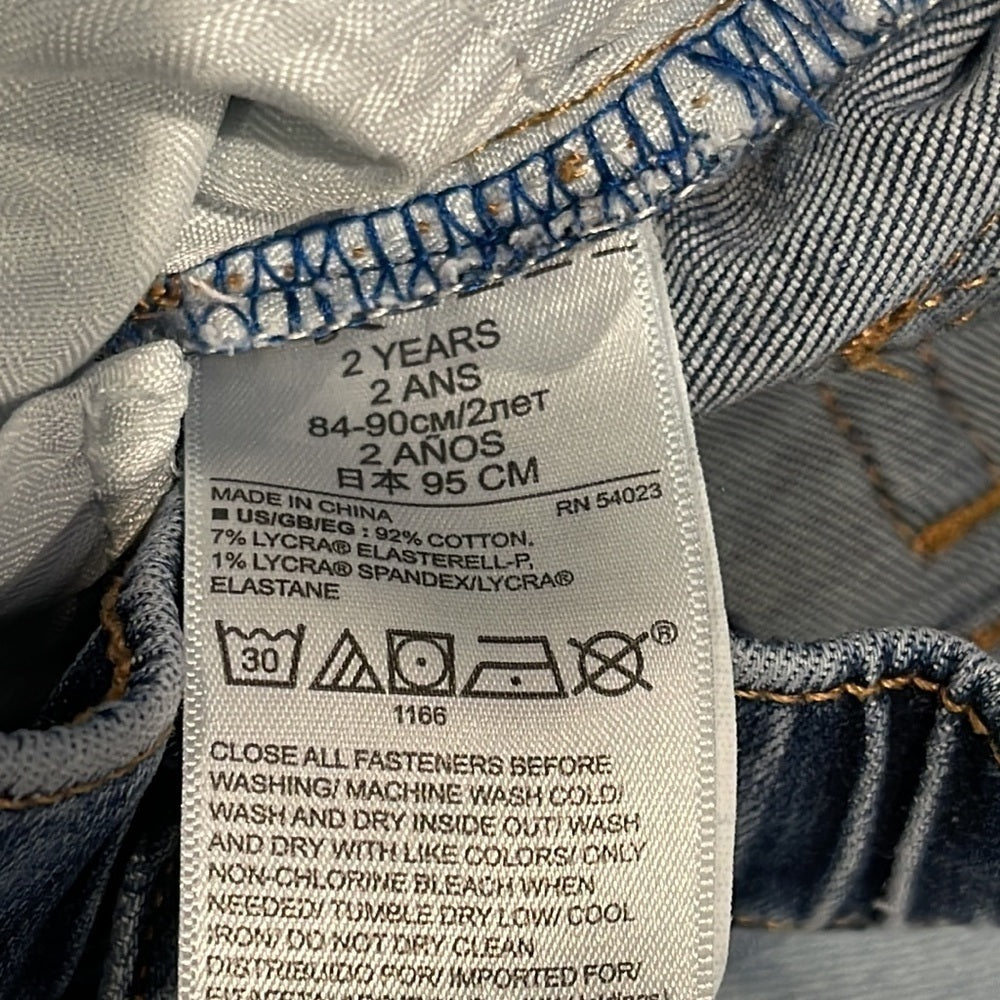 2 YEARS
2 ANS
84-90см/2лет
2 AÑOS
日本 95 CM
MADE IN CHINA
RN 54023
US/GB/EG : 92% COTTON,
7% LYCRA® ELASTERELL-P,
1% LYCRA® SPANDEX/LYCRA®
ELASTANE
30
®
1166
CLOSE ALL FASTENERS BEFORE
WASHING/ MACHINE WASH COLD/
WASH AND DRY INSIDE OUT/ WASH
AND DRY WITH LIKE COLORS/ ONLY
NON-CHLORINE BLEACH WHEN
NEEDED/ TUMBLE DRY LOW/ COOL
IRON/ DO NOT DRY CLEAN
DISTRIBUIDO POR/ IMPORTED FOR/